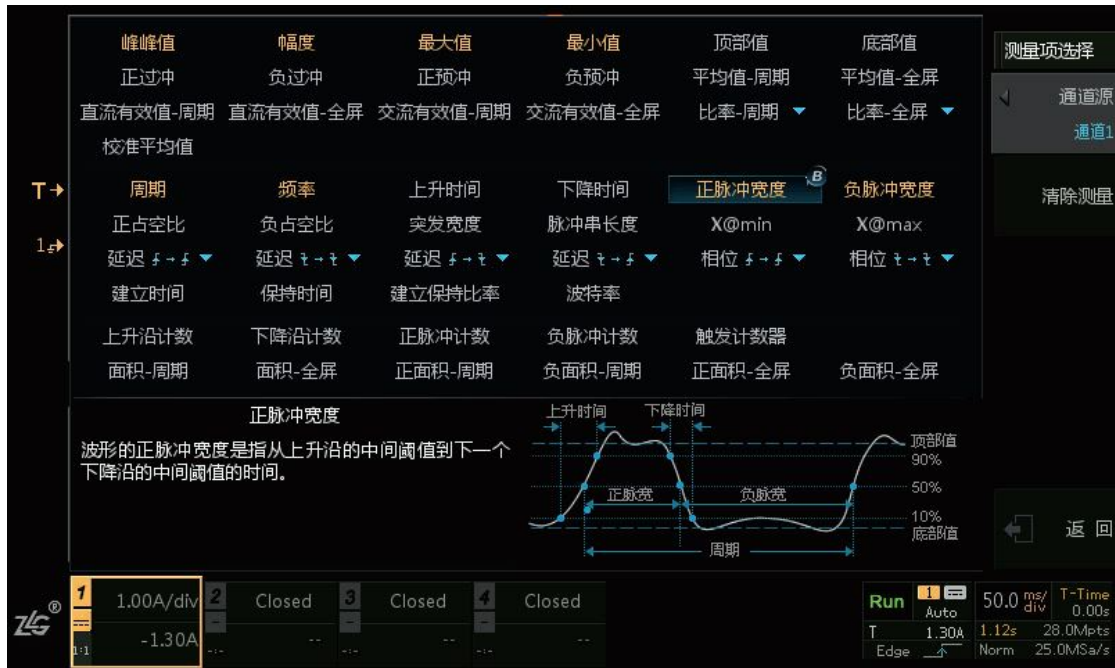 峰峰值 幅度 最大值 最小值 顶部值 底部值
正过冲 负过冲 正预冲 负预冲 平均值-周期 平均值-全屏
直流有效值-周期 直流有效值-全屏 交流有效值-周期 交流有效值-全屏 比率-周期 比率-全屏
校准平均值
周期 频率 上升时间 下降时间 正脉冲宽度 B 负脉冲宽度
正占空比 负占空比 突发宽度 脉冲串长度 X@min X@max
延迟 延迟 延迟 延迟 相位 相位
建立时间 保持时间 建立保持比率 波特率
上升沿计数 下降沿计数 正脉冲计数 负脉冲计数 触发计数器
面积-周期 面积-全屏 正面积-周期 负面积-周期 正面积-全屏 负面积-全屏
T
1
测量项选择
通道源
通道1
清除测量
返 回
正脉冲宽度
波形的正脉冲宽度是指从上升沿的中间阈值到下一个
下降沿的中间阈值的时间。
上升时间 下降时间
顶部值
90%
正脉宽 负脉宽 50%
10%
底部值
周期
ZLG®
1 1.00A/div 2 Closed 3 Closed 4 Closed
1:1 -1.30A -:- -- -:- -- -:- --
Run 1 Auto
T 1.30A
Edge
50.0 ms/div T-Time 0.00s
1.12s 28.0Mpts
Norm 25.0MSa/s